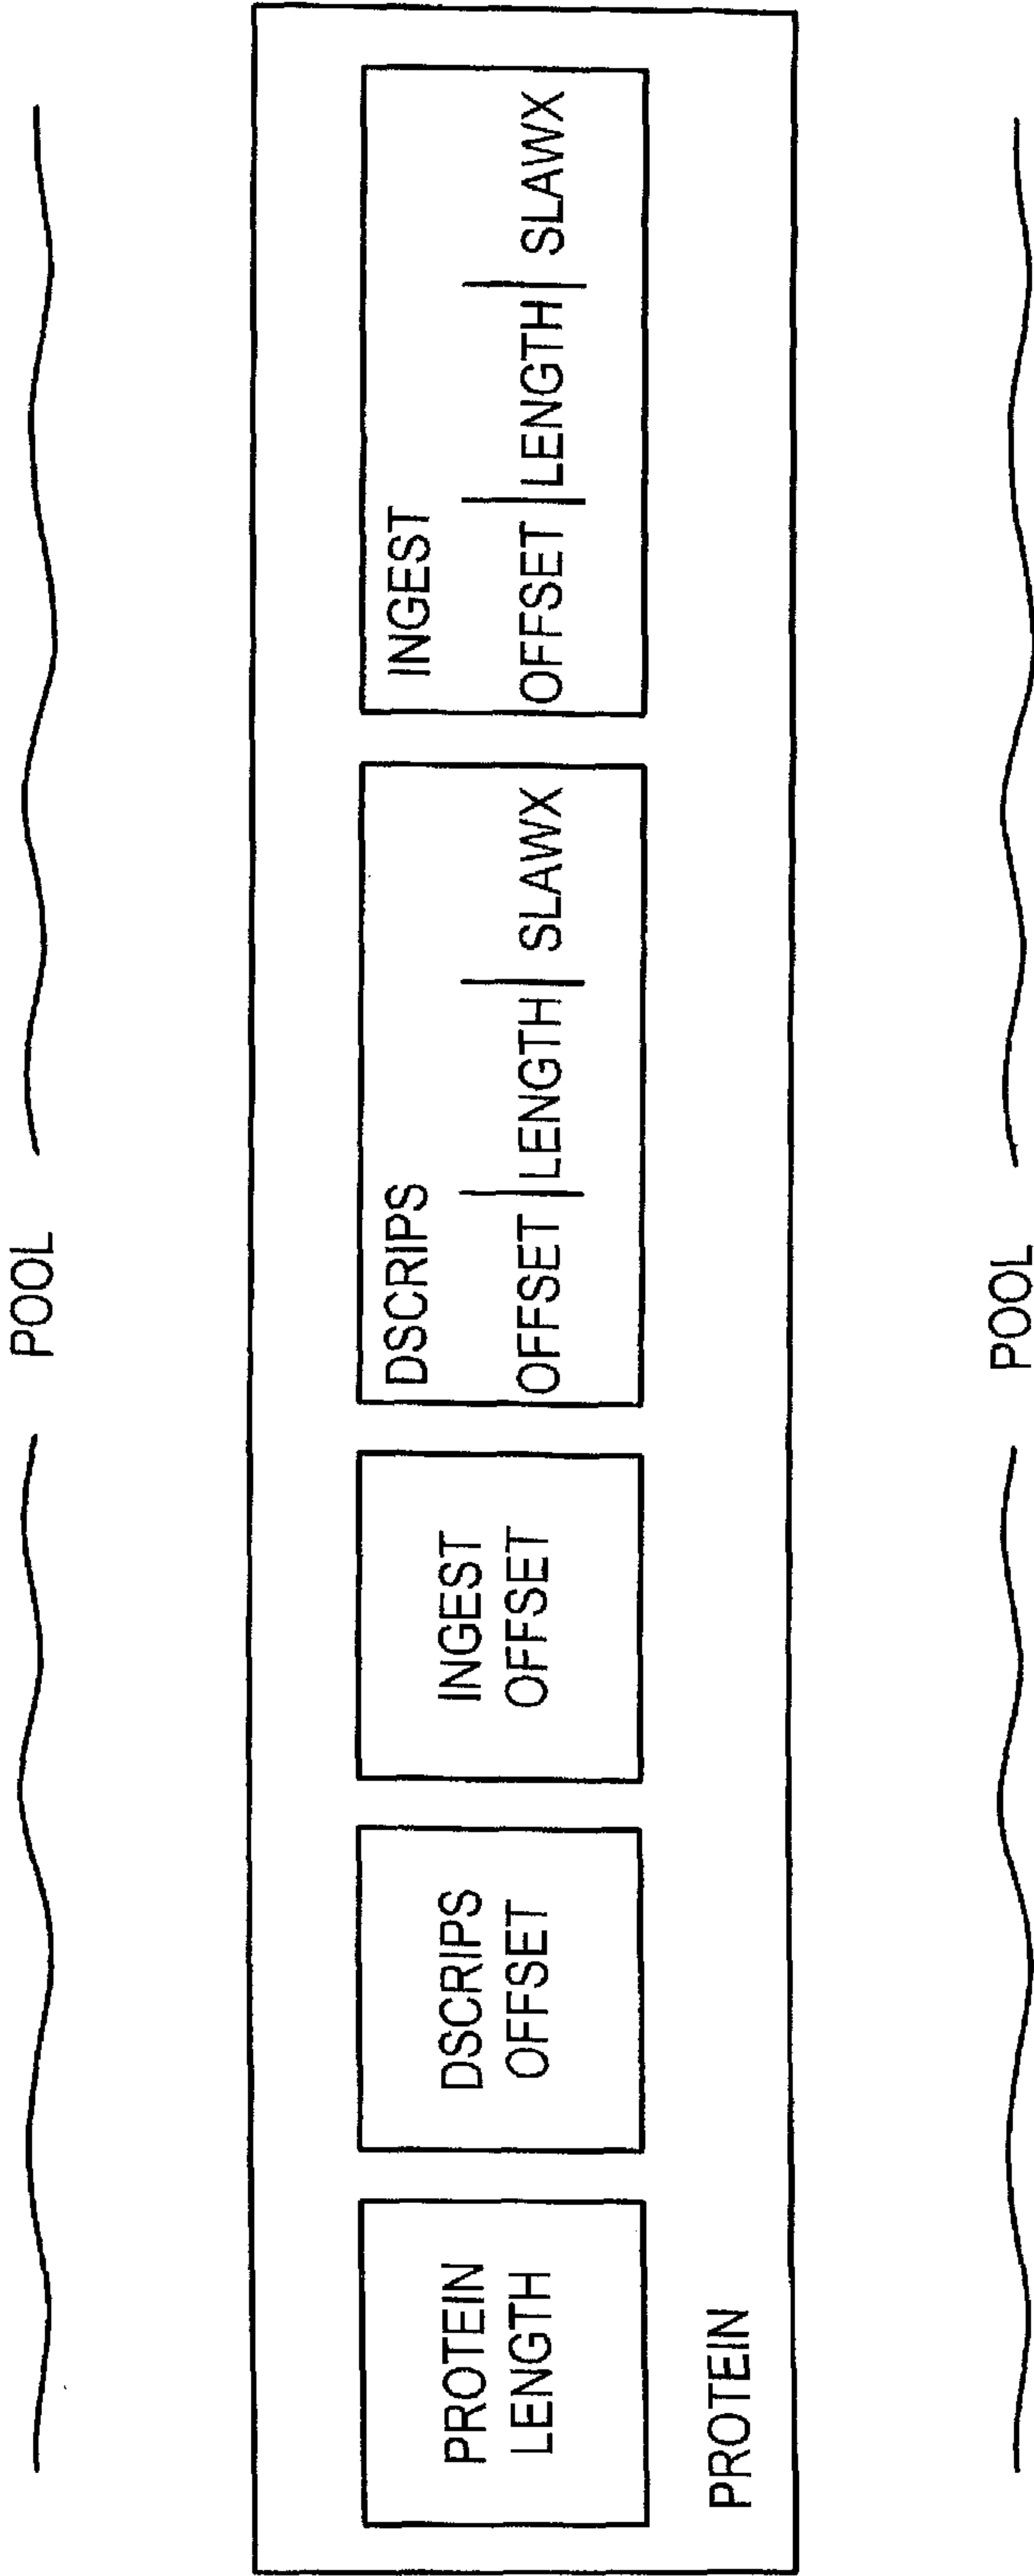 POOL
PROTEIN
LENGTH
DSCRIPS
OFFSET
INGEST
OFFSET
DSCRIPS
OFFSET | LENGTH | SLAWX
INGEST
OFFSET | LENGTH | SLAWX
PROTEIN
POOL